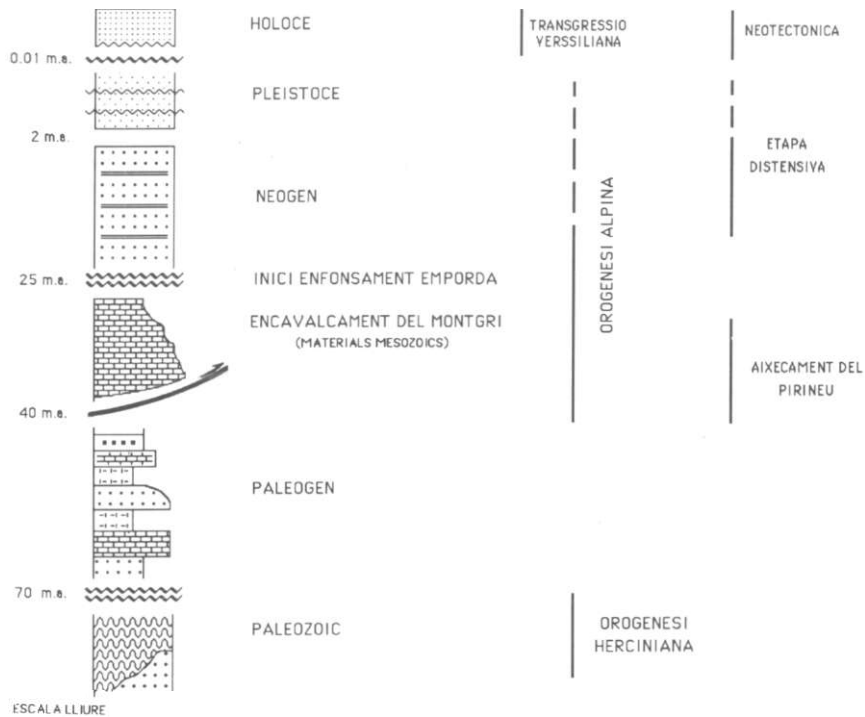 HOLOCE
TRANSGRESSIO
VERSSILIANA
NEOTECTONICA
0.01 m.a.
PLEISTOCE
2 m.a.
ETAPA
DISTENSIVA
NEOGEN
OROGENESI ALPINA
25 m.a.
INICI ENFONSAMENT EMPORDA
ENCAVALCAMENT DEL MONTGRI
(MATERIALS MESOZOICS)
AIXECAMENT DEL
PIRINEU
40 m.a.
PALEOGEN
70 m.a.
PALEOZOIC
OROGENESI
HERCINIANA
ESCALA LLIURE